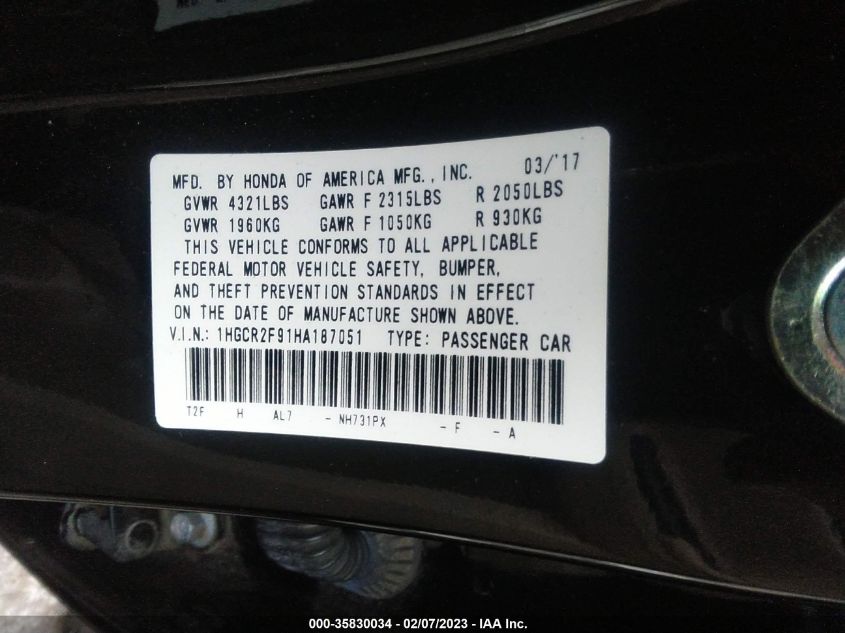 MFD. BY HONDA OF AMERICA MFG., INC. 03/'17
GVWR 4321LBS GAWR F 2315LBS R 2050LBS
GVWR 1960KG GAWR F 1050KG R 930KG
THIS VEHICLE CONFORMS TO ALL APPLICABLE
FEDERAL MOTOR VEHICLE SAFETY, BUMPER,
AND THEFT PREVENTION STANDARDS IN EFFECT
ON THE DATE OF MANUFACTURE SHOWN ABOVE.
V.I.N.: 1HGCR2F91HA187051 TYPE: PASSENGER CAR
T2F H AL7 - NH731PX - F - A
000-35830034 - 02/07/2023 - IAA Inc.